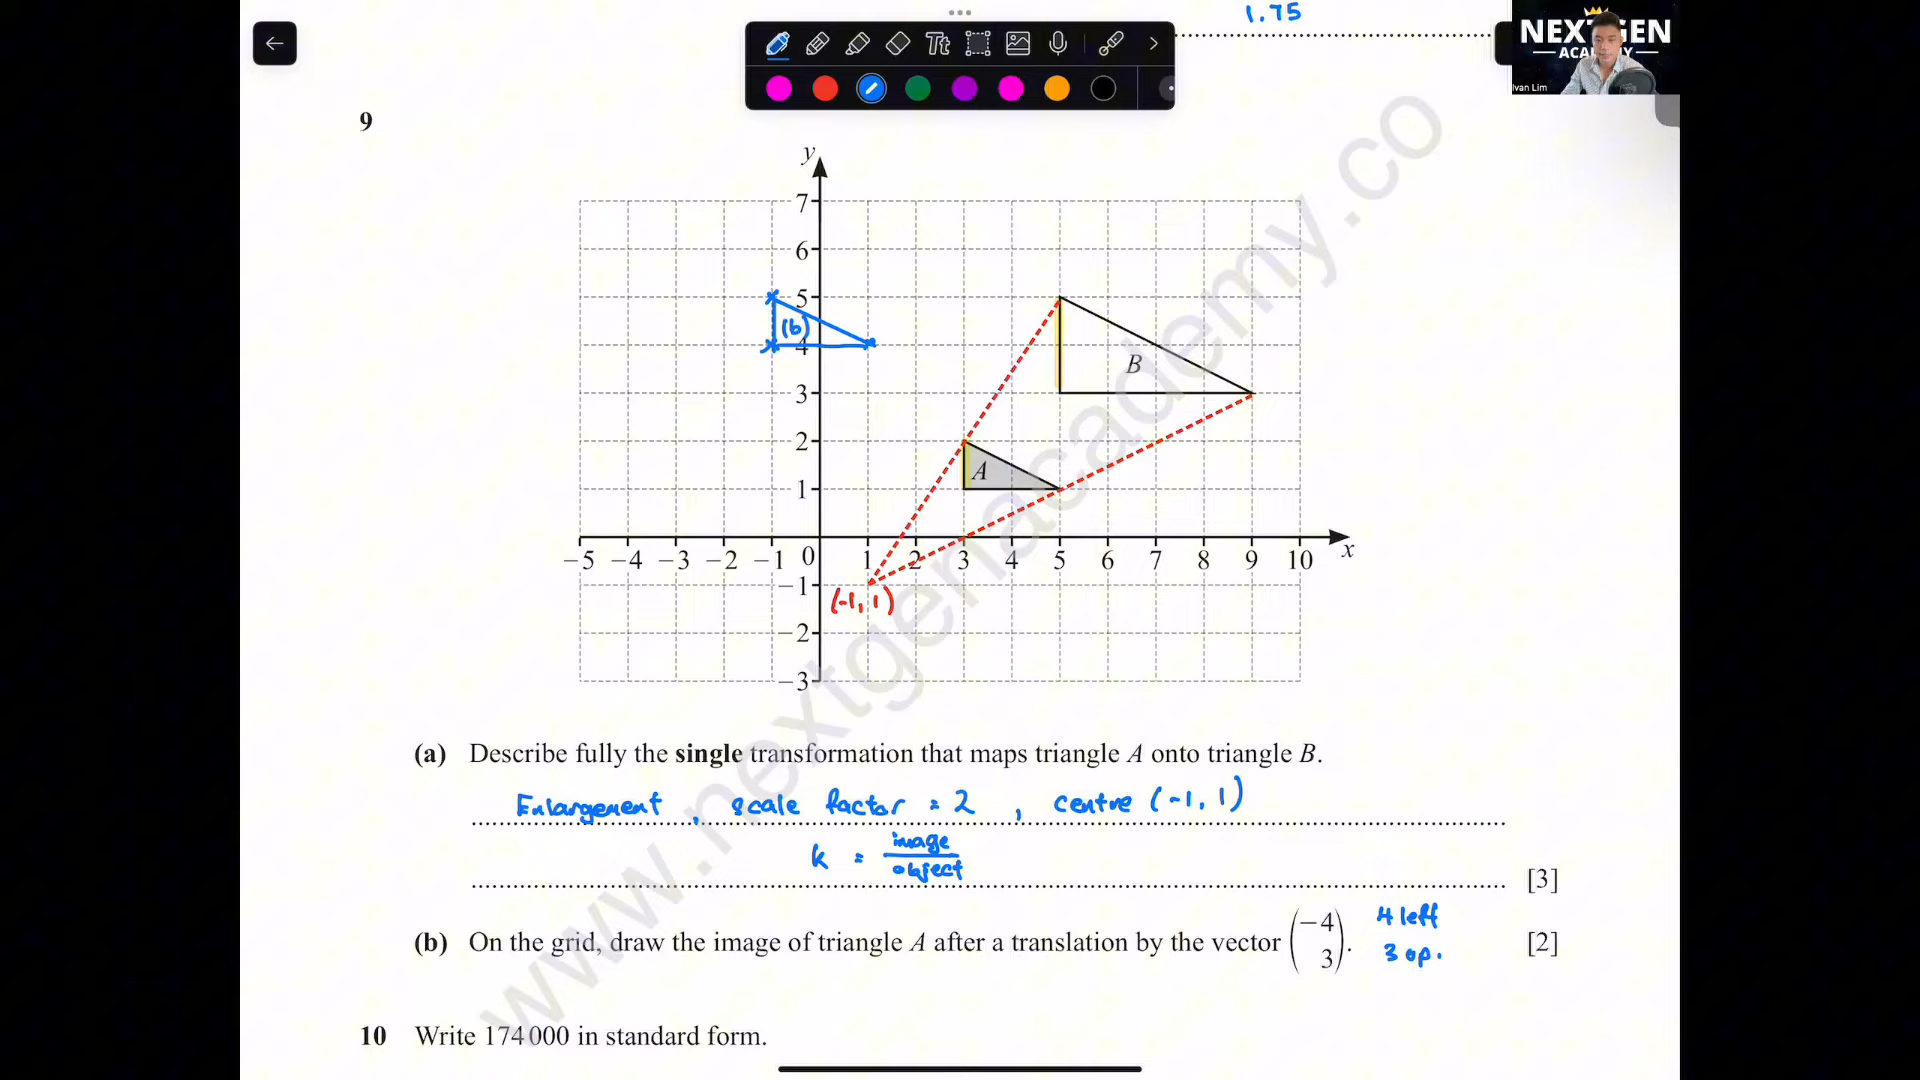 1.75
NEXTGEN
ACADEMY
Ivan Lim
Tt
9
y
7
6
5
(b)
4
B
3
2
A
1
-5 -4 -3 -2 -1 0 1 2 3 4 5 6 7 8 9 10 x
-1
(-1, 1)
-2
-3
www.nextgenacademy.co
(a) Describe fully the single transformation that maps triangle A onto triangle B.
Enlargement, scale factor = 2, centre (-1, 1)
k = image
object
[3]
(b) On the grid, draw the image of triangle A after a translation by the vector (-4 3). [2]
4 left
3 up.
10 Write 174 000 in standard form.